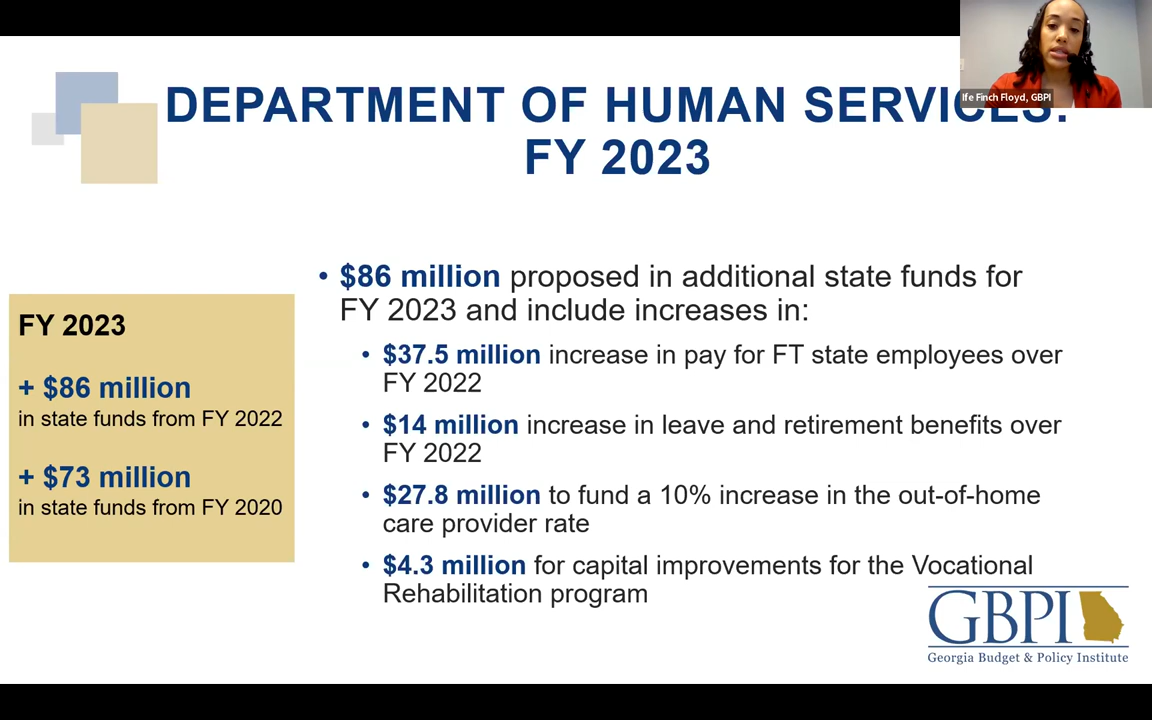 Ife Finch Floyd, GBPI
DEPARTMENT OF HUMAN SERVICES:
FY 2023
• $86 million proposed in additional state funds for
FY 2023 and include increases in:
• $37.5 million increase in pay for FT state employees over
FY 2022
• $14 million increase in leave and retirement benefits over
FY 2022
• $27.8 million to fund a 10% increase in the out-of-home
care provider rate
• $4.3 million for capital improvements for the Vocational
Rehabilitation program
FY 2023
+ $86 million
in state funds from FY 2022
+ $73 million
in state funds from FY 2020
GBPI
Georgia Budget & Policy Institute